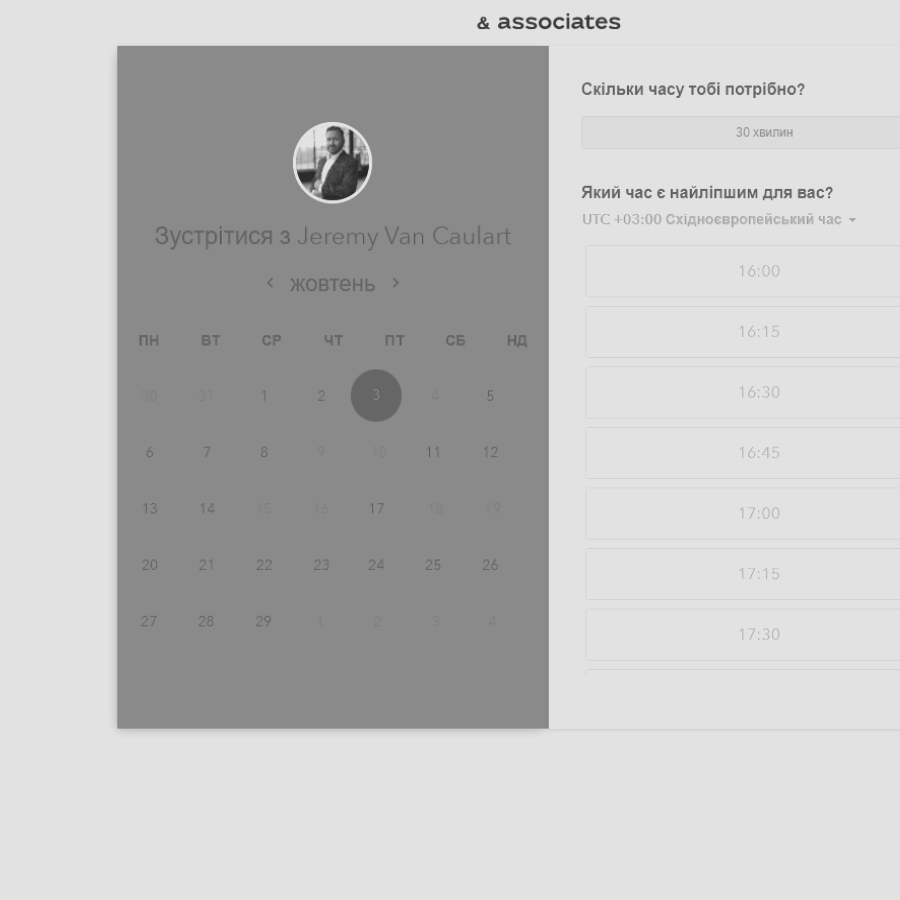 & associates
Зустрітися з Jeremy Van Caulart
жовтень
ПН ВТ СР ЧТ ПТ СБ НД
30 31 1 2 3 4 5
6 7 8 9 10 11 12
13 14 15 16 17 18 19
20 21 22 23 24 25 26
27 28 29 1 2 3 4
Скільки часу тобі потрібно?
30 хвилин
Який час є найліпшим для вас?
UTC +03:00 Східноєвропейський час
16:00
16:15
16:30
16:45
17:00
17:15
17:30